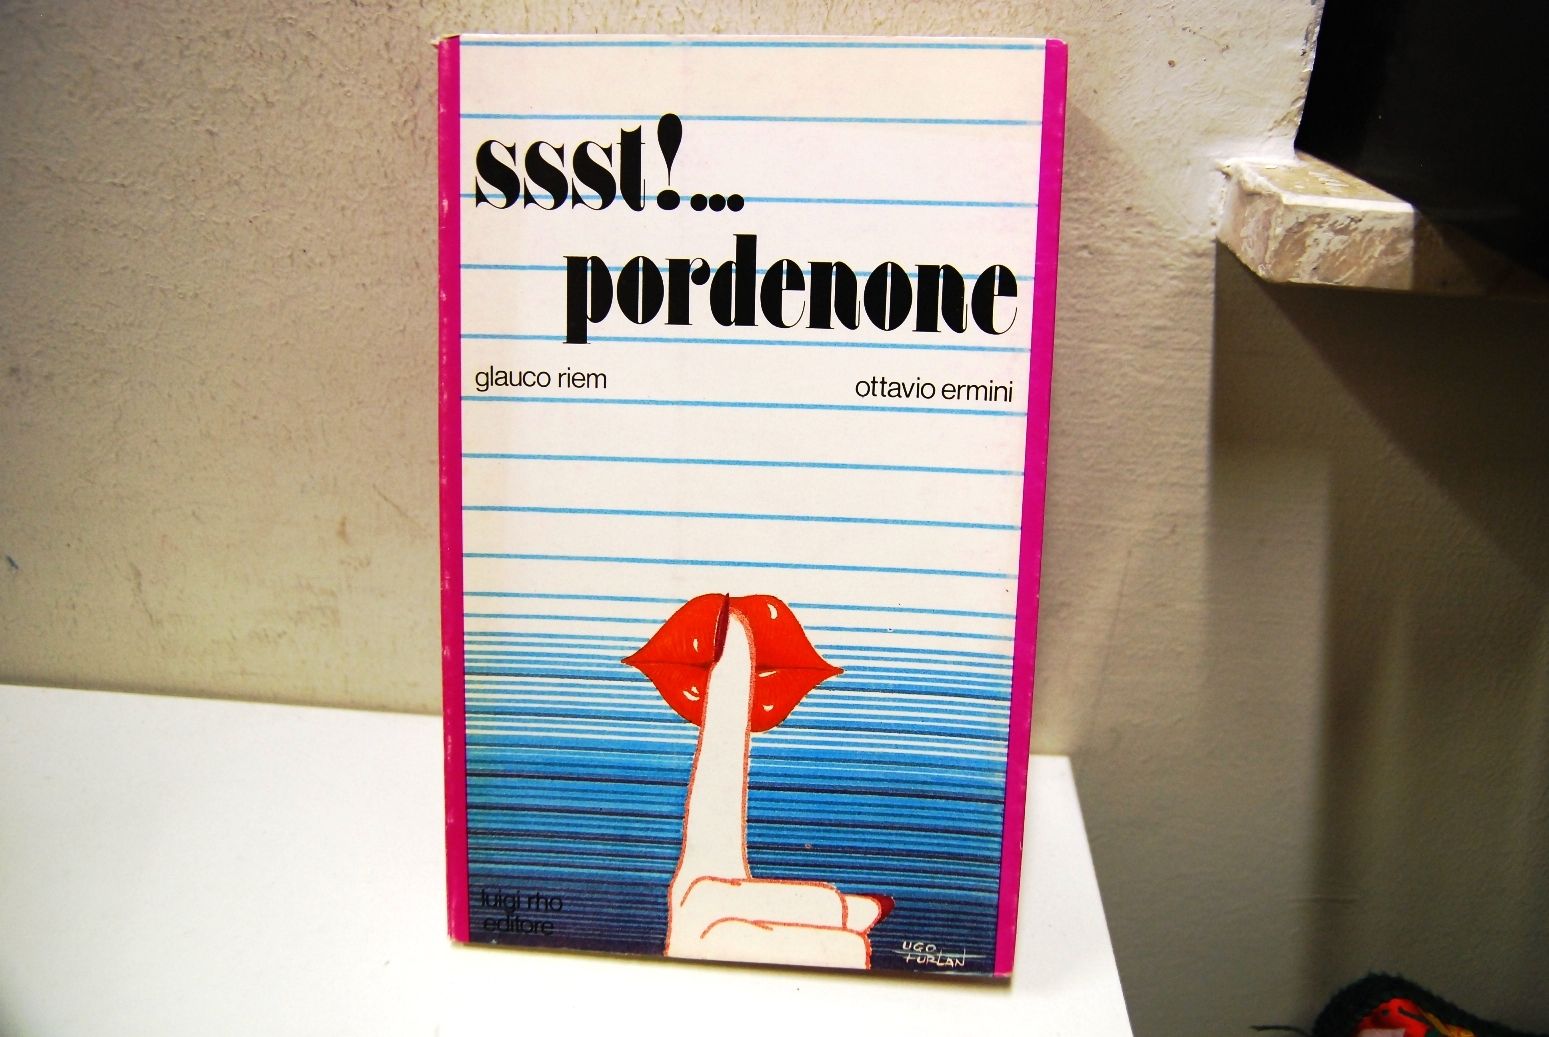 ssst!...
pordenone
glauco riem
ottavio ermini
luigi rho
editore
UGO
FURLAN